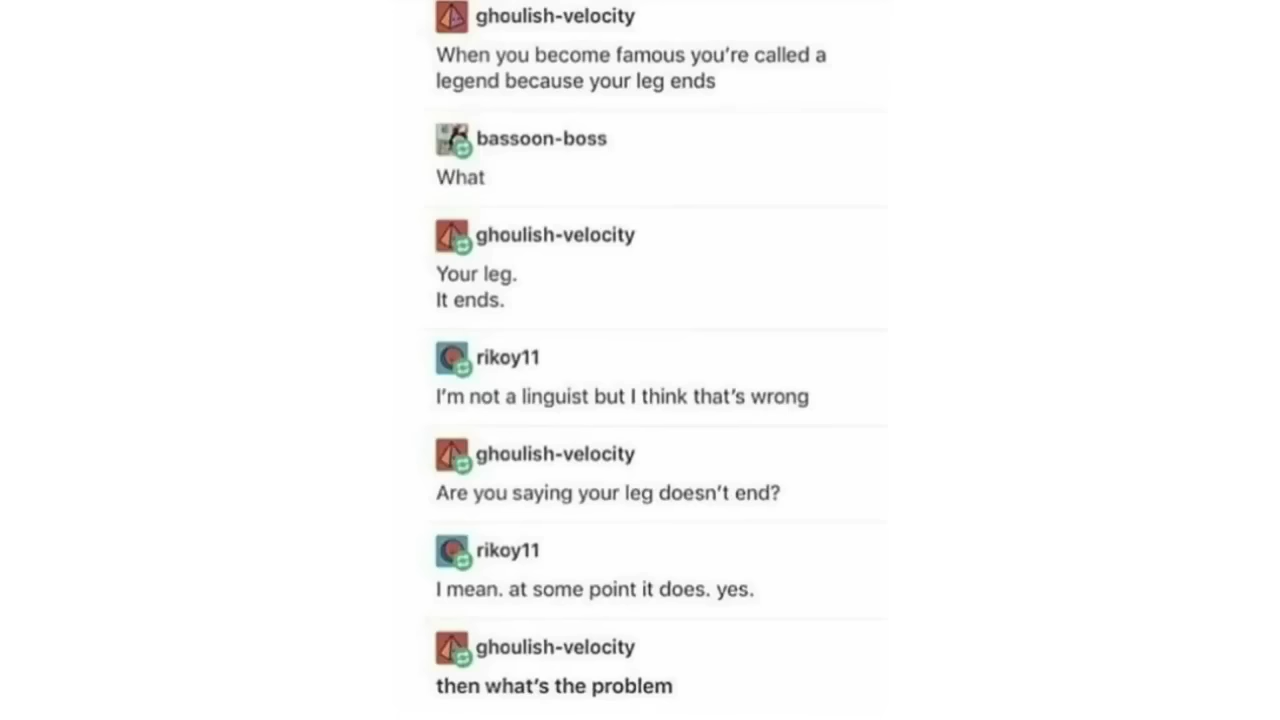 ghoulish-velocity
When you become famous you're called a
legend because your leg ends
bassoon-boss
What
ghoulish-velocity
Your leg.
It ends.
rikoy11
I'm not a linguist but I think that's wrong
ghoulish-velocity
Are you saying your leg doesn't end?
rikoy11
I mean. at some point it does. yes.
ghoulish-velocity
then what's the problem